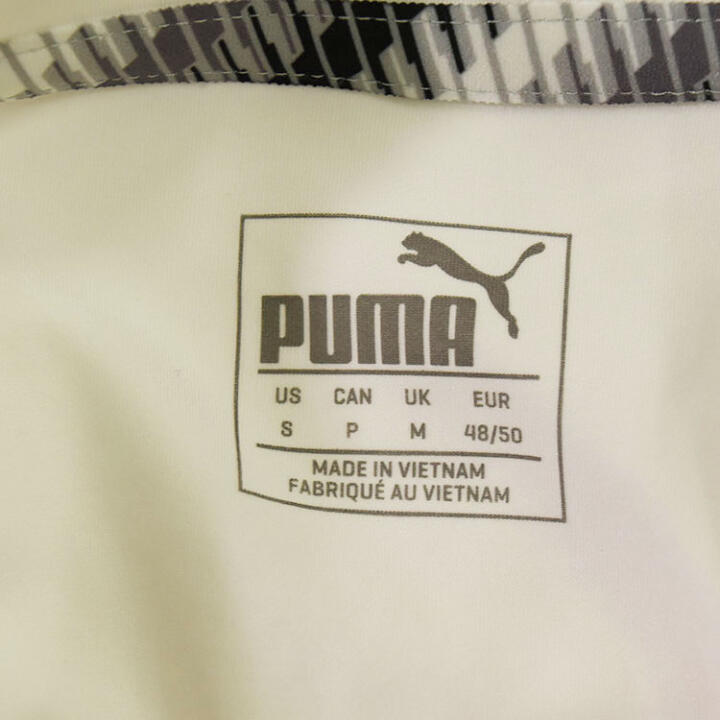 PUMA
US CAN UK EUR
S P M 48/50
MADE IN VIETNAM
FABRIQUÉ AU VIETNAM